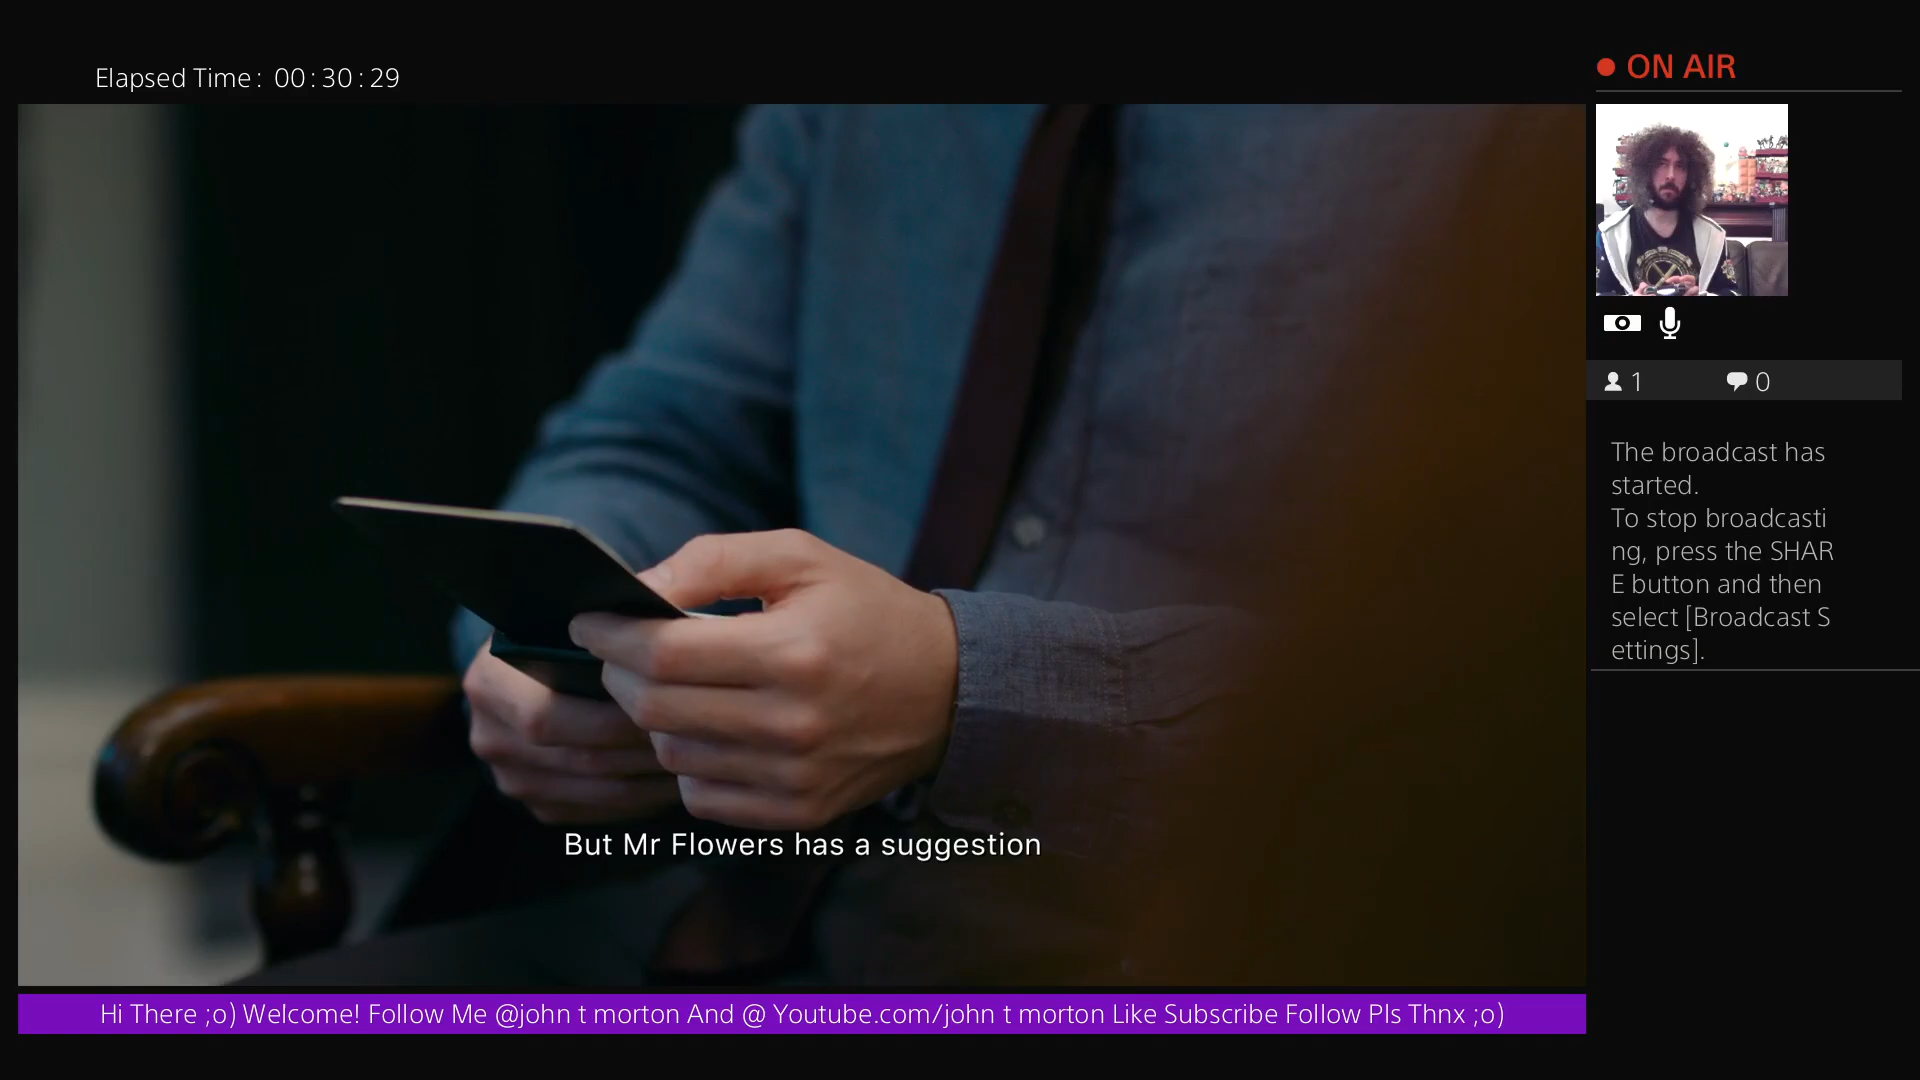 Elapsed Time: 00:30:29
ON AIR
1 0
The broadcast has
started.
To stop broadcasti
ng, press the SHAR
E button and then
select [Broadcast S
ettings].
But Mr Flowers has a suggestion
Hi There ;o) Welcome! Follow Me @john t morton And @ Youtube.com/john t morton Like Subscribe Follow Pls Thnx ;o)